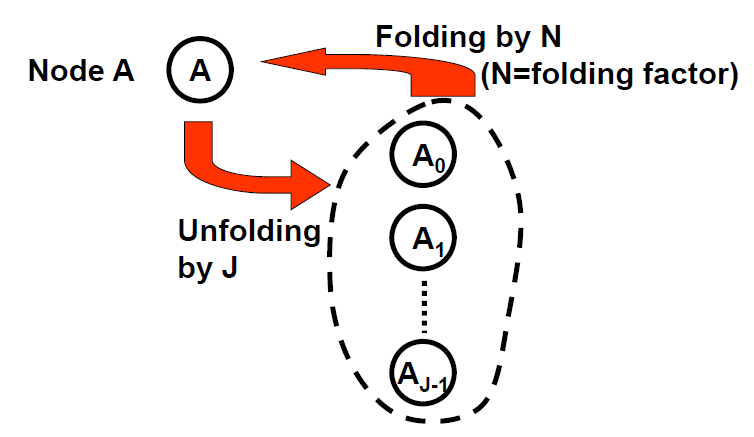 Folding by N
(N=folding factor)
Node A
A
A0
A1
Unfolding
by J
AJ-1